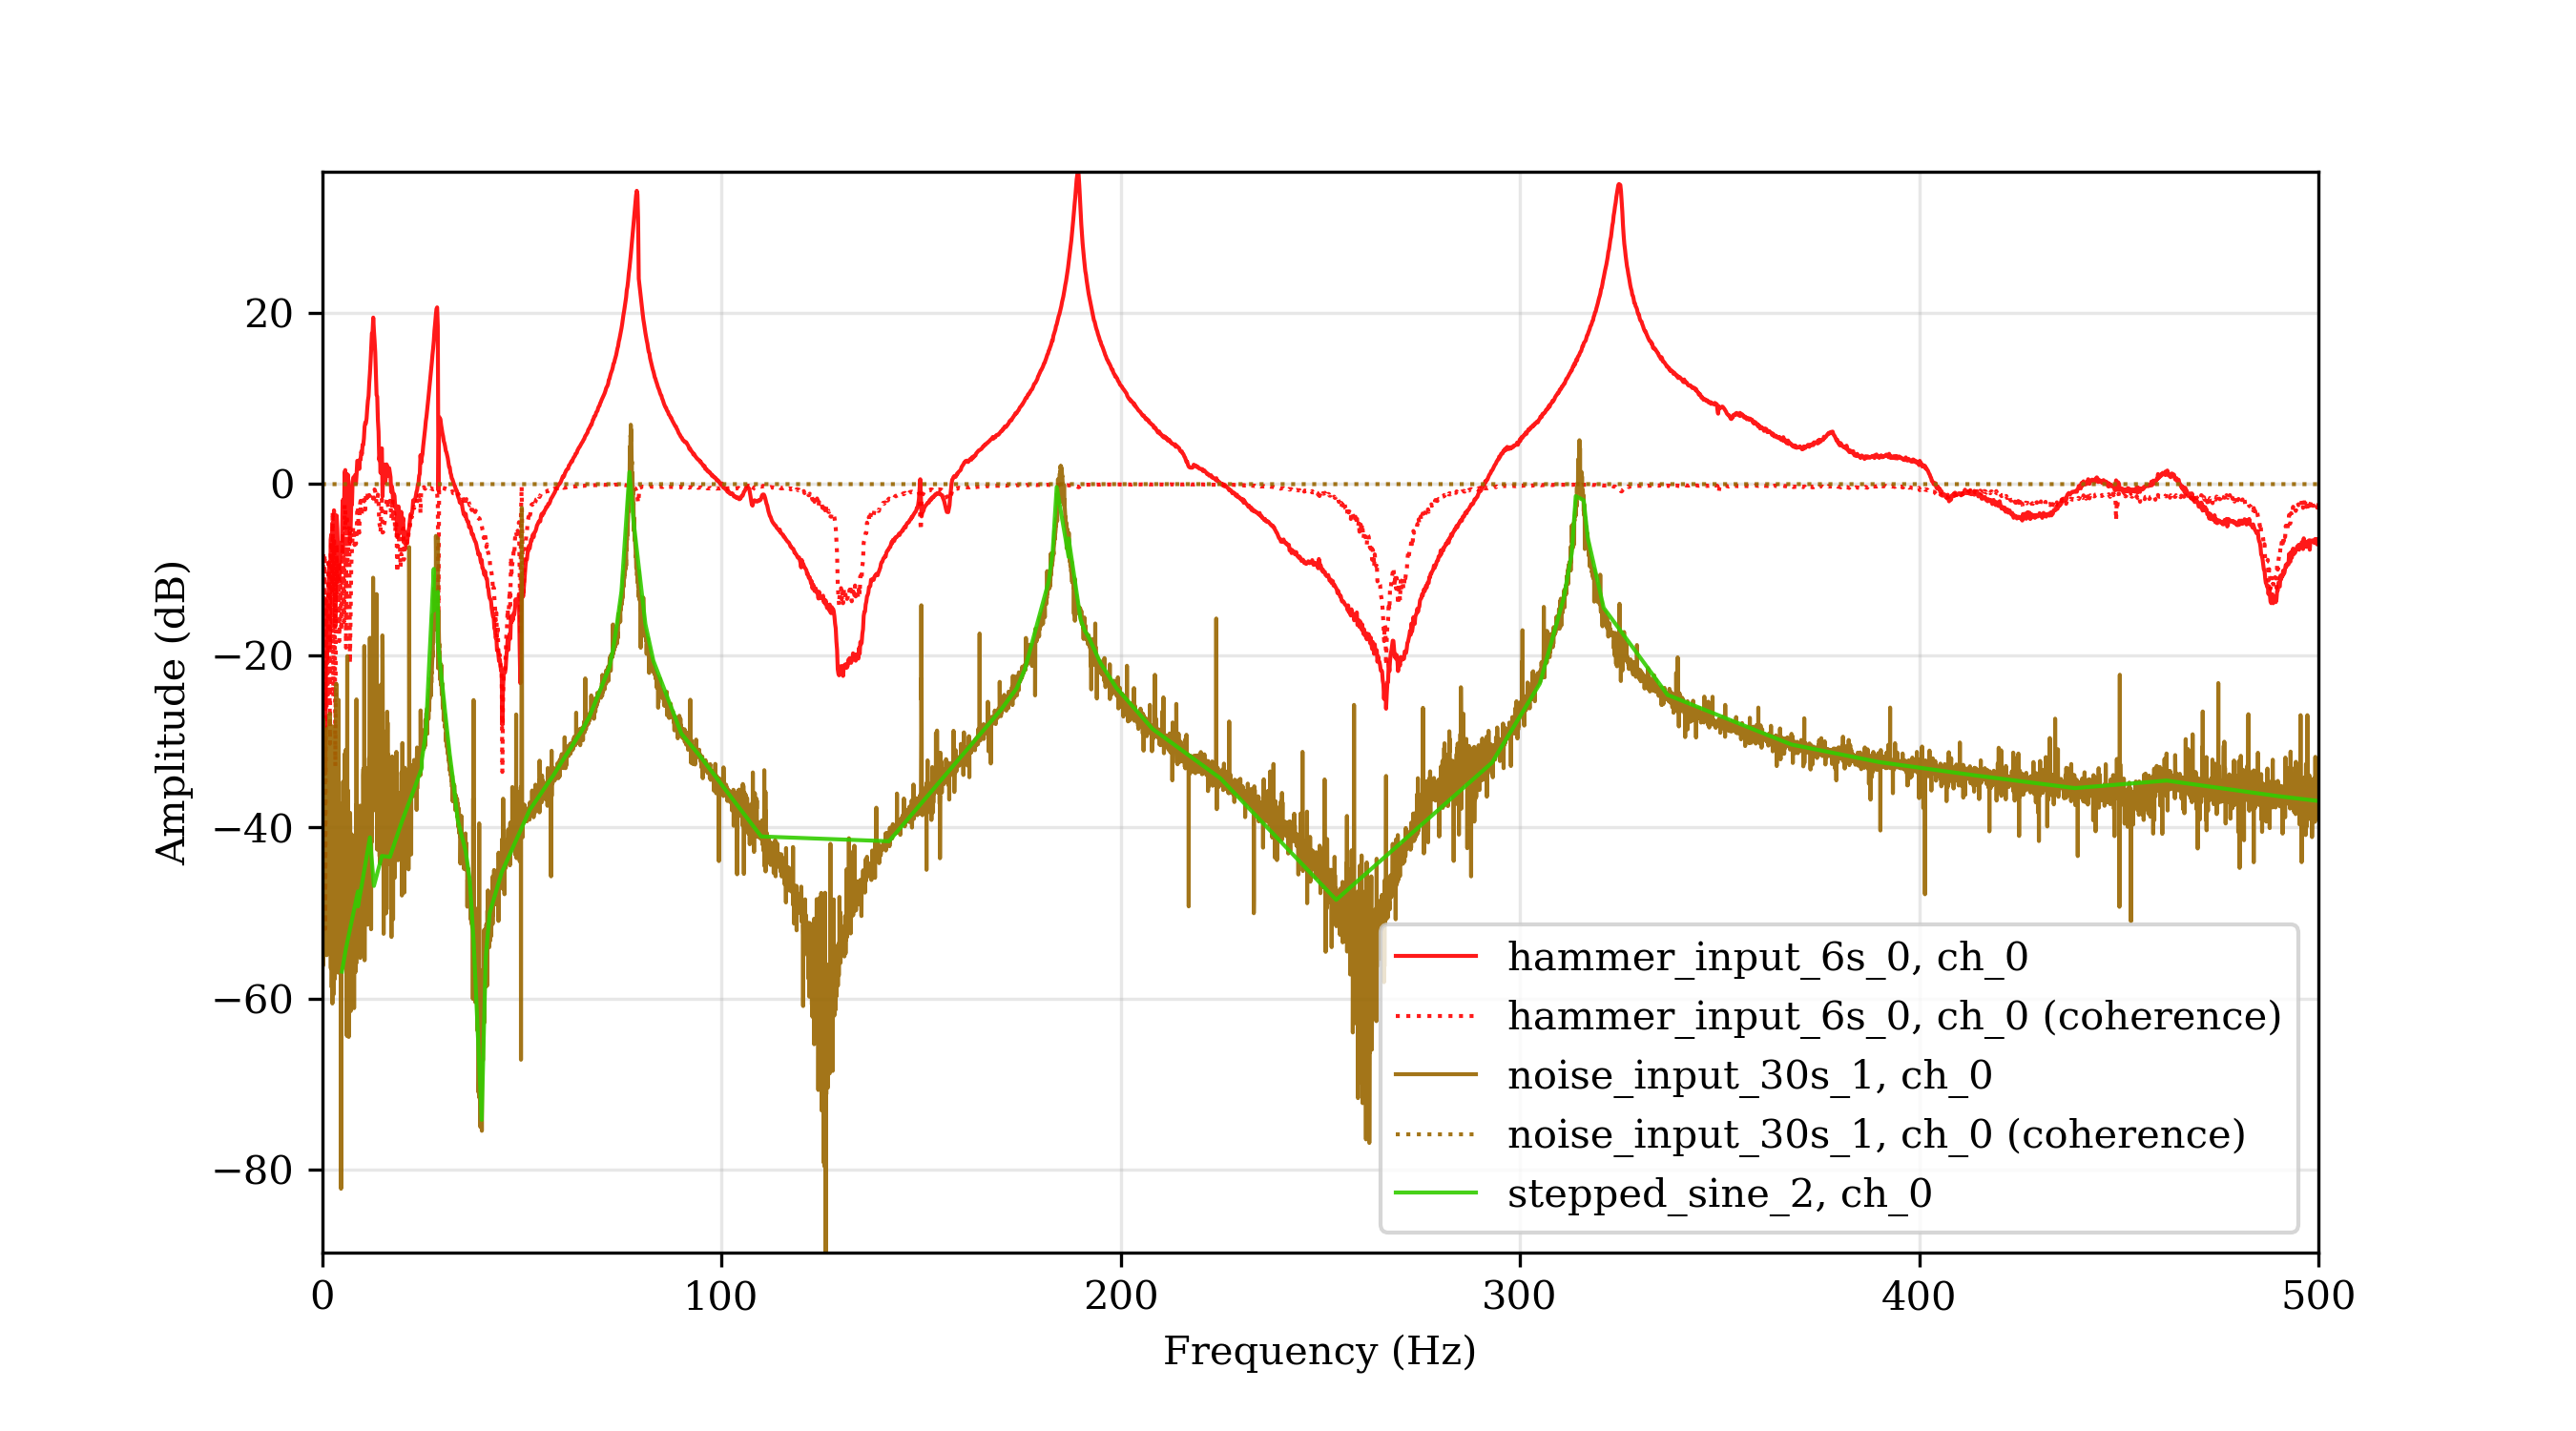 Amplitude (dB)
20
0
−20
−40
−60
−80
hammer_input_6s_0, ch_0
hammer_input_6s_0, ch_0 (coherence)
noise_input_30s_1, ch_0
noise_input_30s_1, ch_0 (coherence)
stepped_sine_2, ch_0
0 100 200 300 400 500
Frequency (Hz)